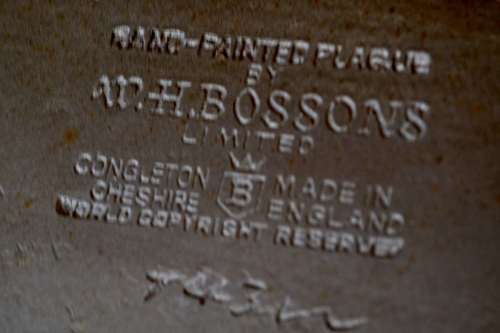 HAND-PAINTED PLAQUE
BY
W.H.BOSSONS
LIMITED
CONGLETON B MADE IN
CHESHIRE ENGLAND
WORLD COPYRIGHT RESERVED